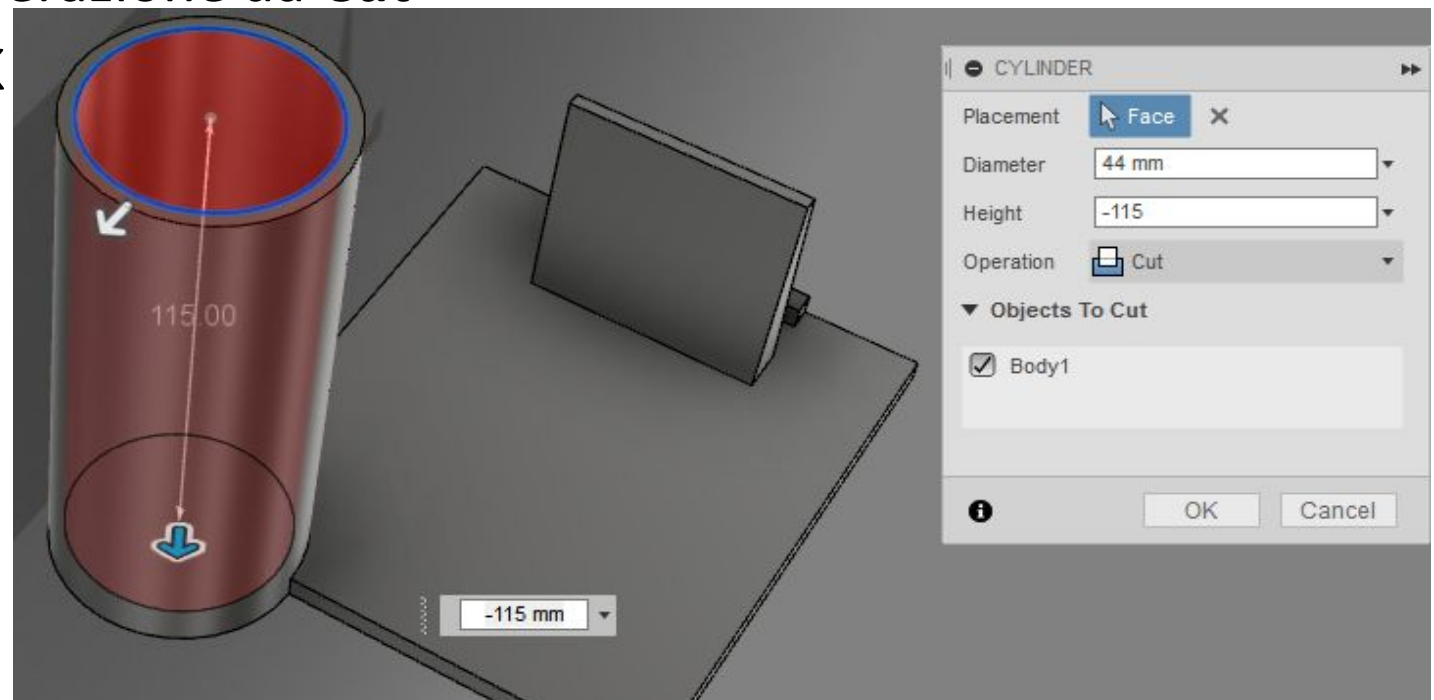 CYLINDER
Placement Face
Diameter 44 mm
Height -115
Operation Cut
Objects To Cut
Body1
OK Cancel
115.00
-115 mm